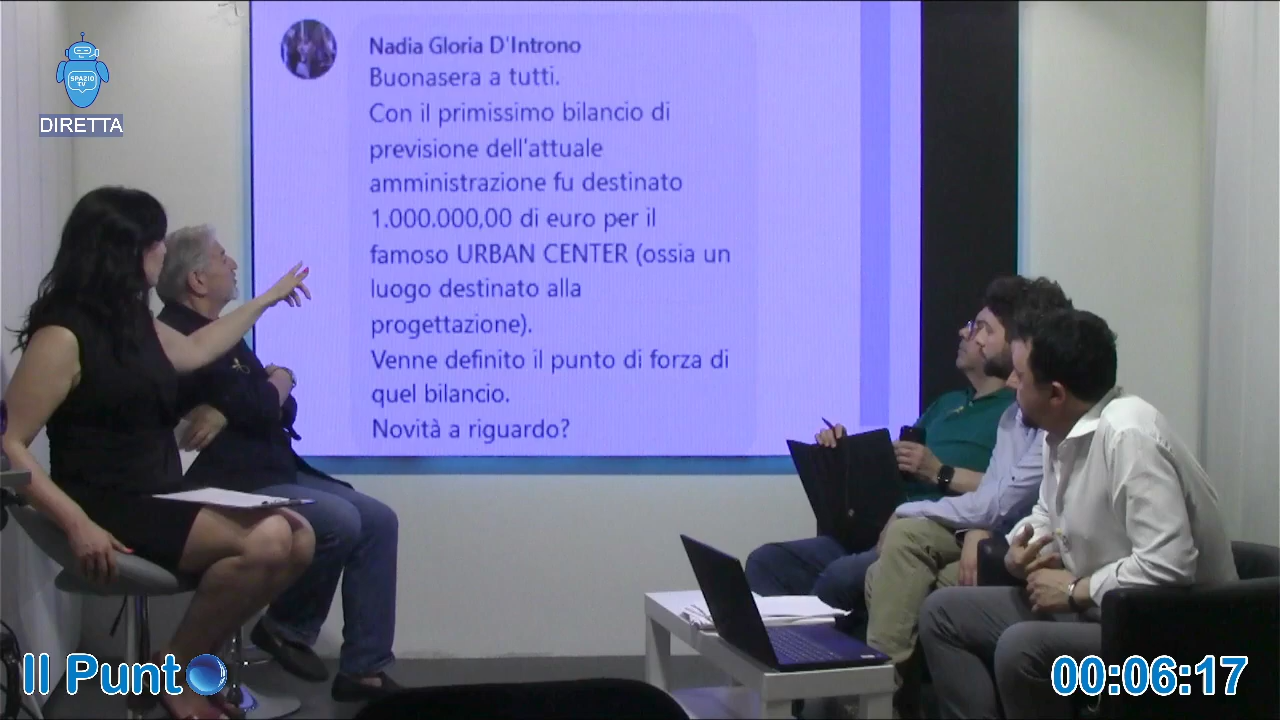 SPAZIO
TV
DIRETTA
Nadia Gloria D'Introno
Buonasera a tutti.
Con il primissimo bilancio di
previsione dell'attuale
amministrazione fu destinato
1.000.000,00 di euro per il
famoso URBAN CENTER (ossia un
luogo destinato alla
progettazione).
Venne definito il punto di forza di
quel bilancio.
Novità a riguardo?
Il Punto
00:06:17